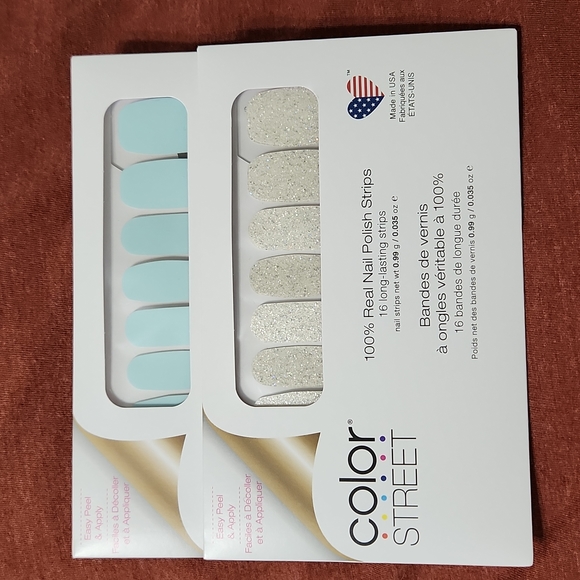 Easy Peel
& Apply
Faciles à Décoller
et à Appliquer
Easy Peel
& Apply
Faciles à Décoller
et à Appliquer
™
Made in USA
Fabriquées aux
ÉTATS-UNIS
100% Real Nail Polish Strips
16 long-lasting strips
nail strips net wt 0.99 g / 0.035 oz ℮
Bandes de vernis
à ongles véritable à 100%
16 bandes de longue durée
Poids net des bandes de vernis 0.99 g / 0.035 oz ℮
color®
STREET